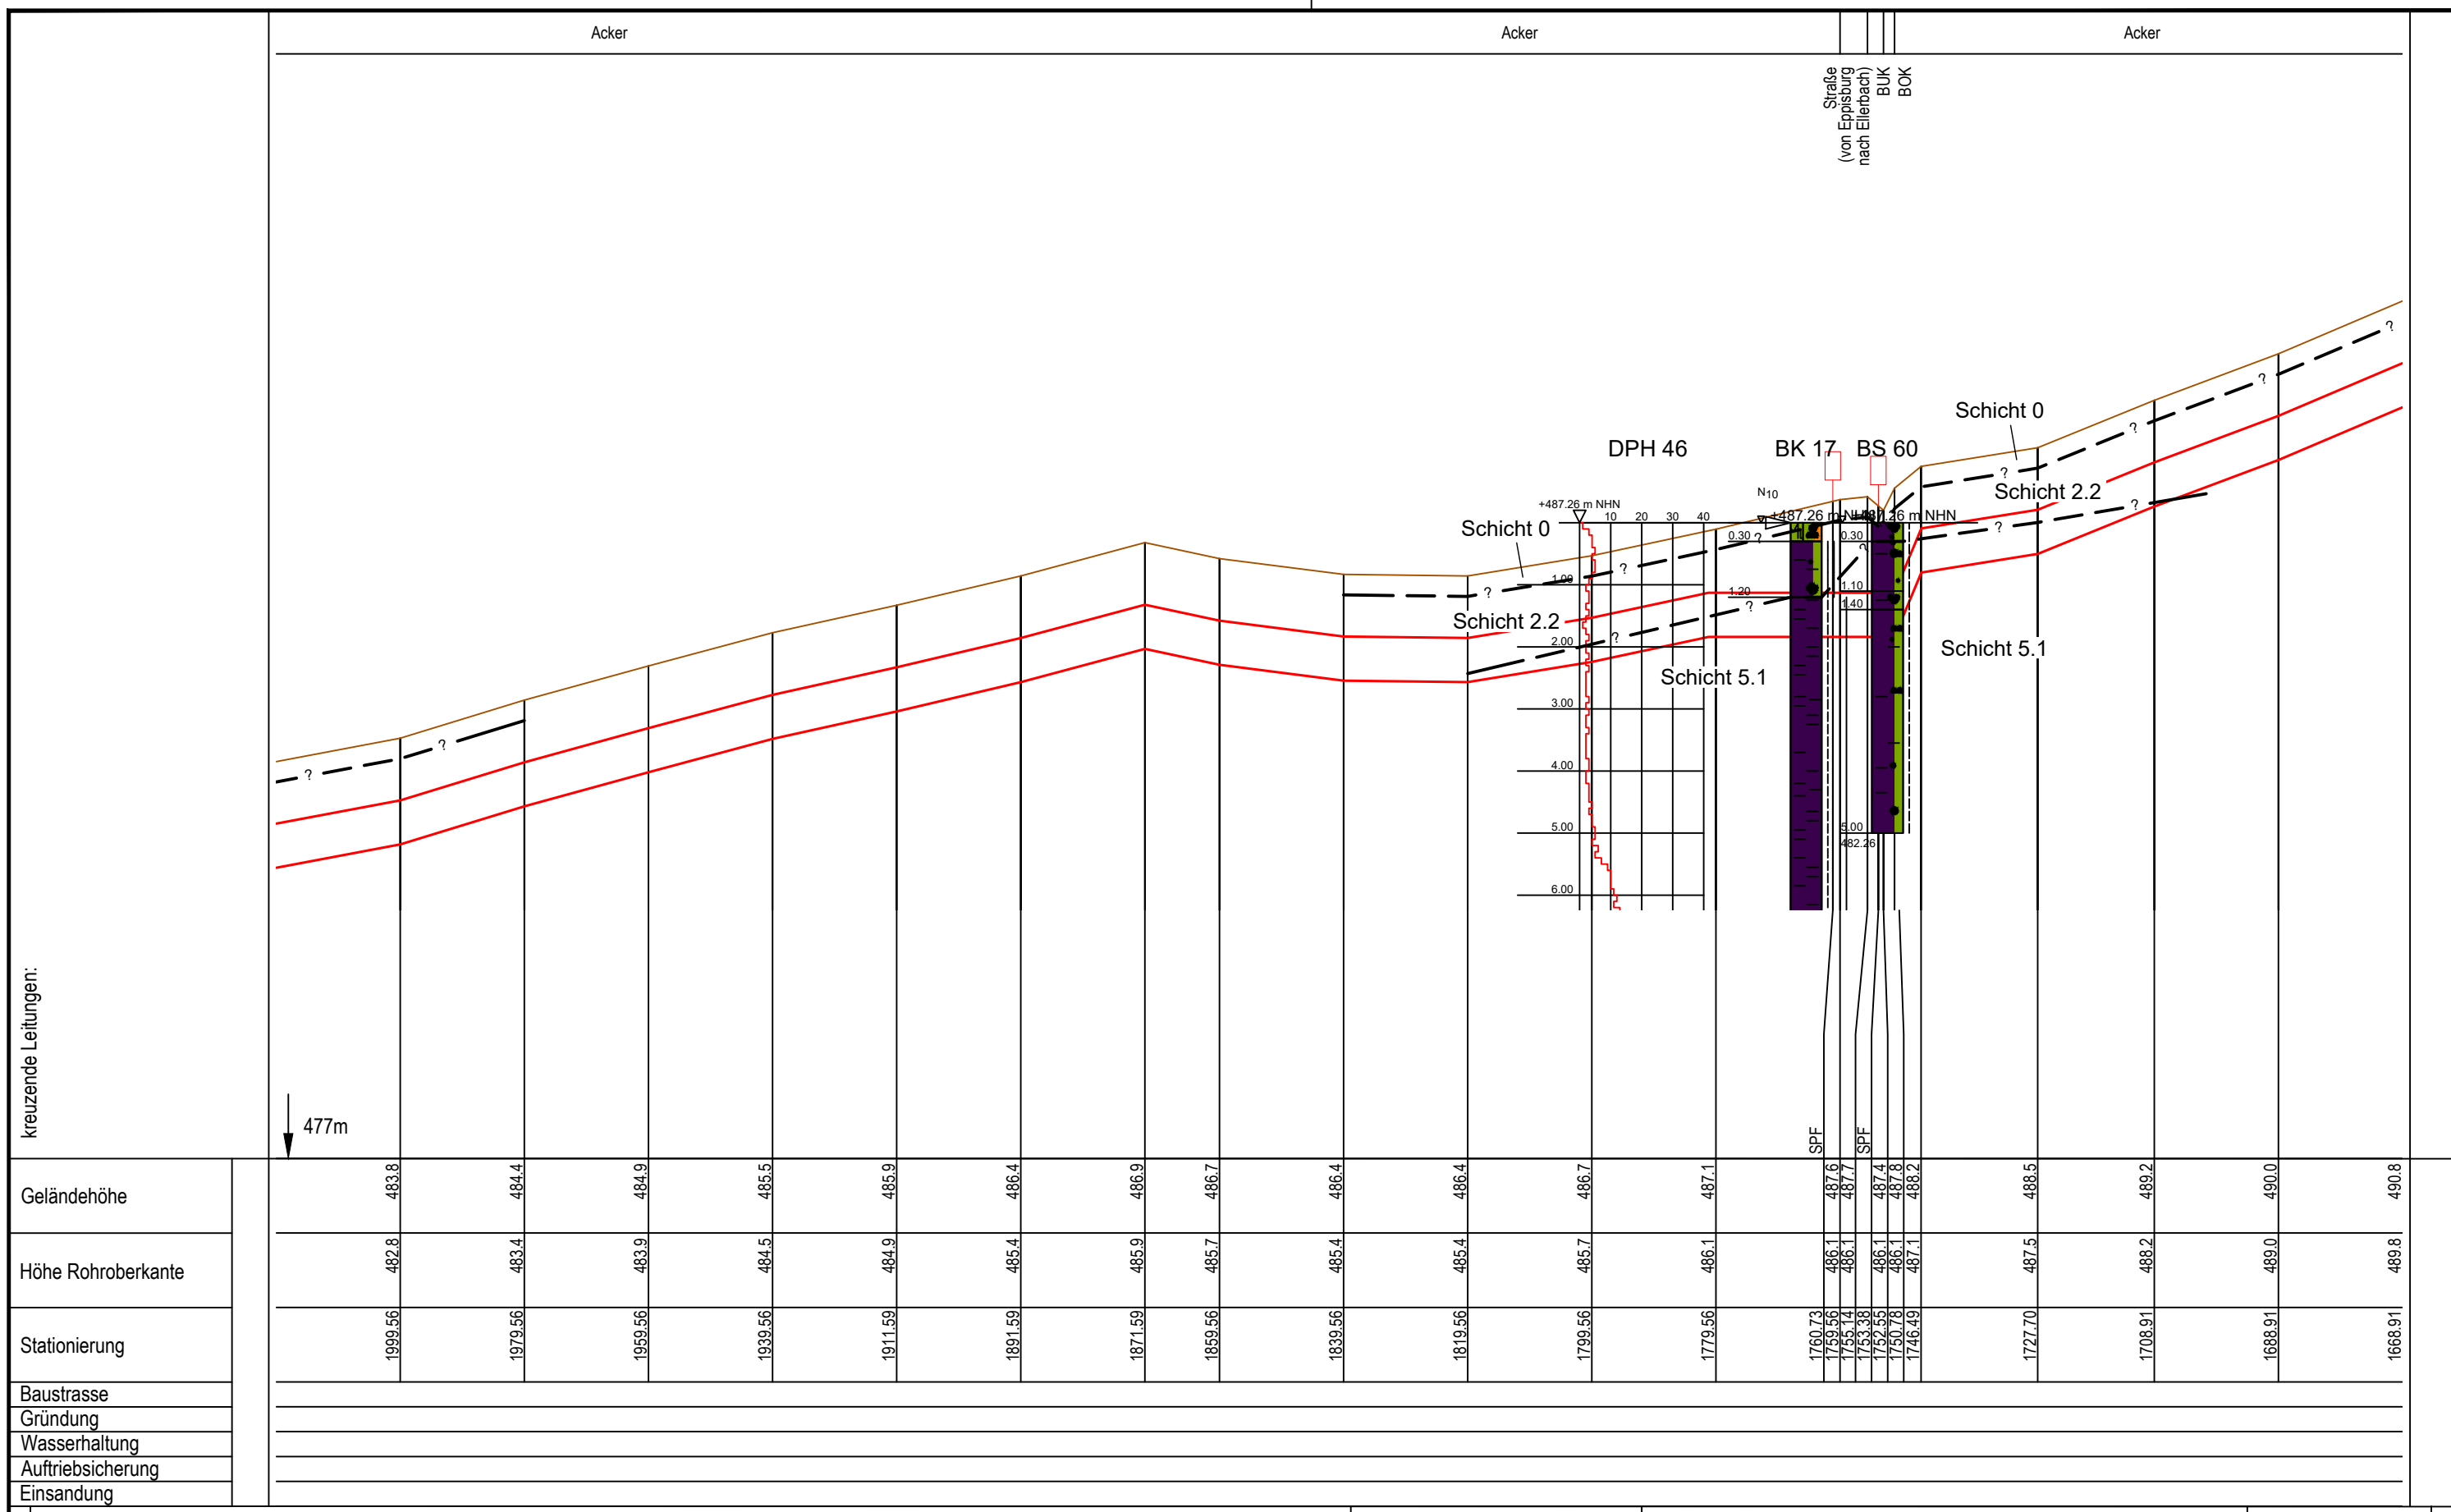 Acker Acker Acker
Straße
(von Eppisburg
nach Ellerbach)
BUK
BOK
Schicht 0
DPH 46 BK 17 BS 60
Schicht 2.2
N10
+487.26 m NHN
10 20 30 40
+487.26 m NHN
+487.26 m NHN
Schicht 0
0.30
0.30
1.00
1.10
1.20
1.40
Schicht 2.2
2.00
Schicht 5.1
Schicht 5.1
3.00
4.00
5.00
5.00
482.26
6.00
? ? ? ? ? ? ? ? ? ? ? ? ? ? ?
kreuzende Leitungen:
477m
SPF SPF
Geländehöhe 483.8 484.4 484.9 485.5 485.9 486.4 486.9 486.7 486.4 486.4 486.7 487.1 487.6 487.7 487.4 487.8 488.2 488.5 489.2 490.0 490.8
Höhe Rohroberkante 482.8 483.4 483.9 484.5 484.9 485.4 485.9 485.7 485.4 485.4 485.7 486.1 486.1 486.1 486.1 486.1 487.1 487.5 488.2 489.0 489.8
Stationierung 1999.56 1979.56 1959.56 1939.56 1911.59 1891.59 1871.59 1859.56 1839.56 1819.56 1799.56 1779.56 1760.73 1759.56 1755.14 1753.38 1752.55 1750.78 1746.49 1727.70 1708.91 1688.91 1668.91
Baustrasse
Gründung
Wasserhaltung
Auftriebsicherung
Einsandung